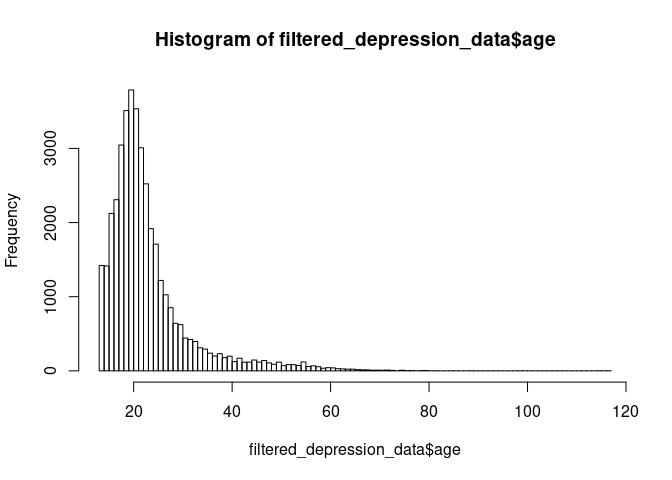 Histogram of filtered_depression_data$age
Frequency
3000
2000
1000
0
20 40 60 80 100 120
filtered_depression_data$age